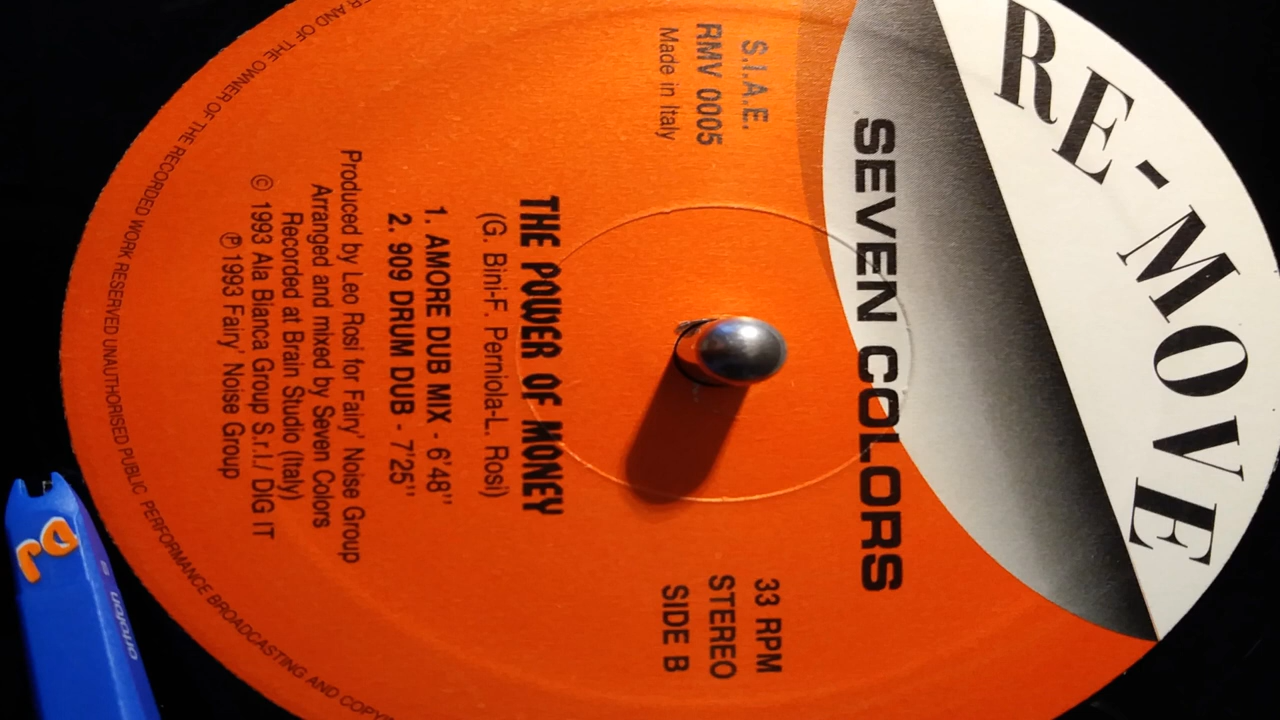 RE-MOVE
SEVEN COLORS
S.I.A.E.
RMV 0005
Made in Italy
33 RPM
STEREO
SIDE B
THE POWER OF MONEY
(G. Bini-F. Perniola-L. Rosi)
1. AMORE DUB MIX - 6'48"
2. 909 DRUM DUB - 7'25"
Produced by Leo Rosi for Fairy' Noise Group
Arranged and mixed by Seven Colors
Recorded at Brain Studio (Italy)
© 1993 Ala Bianca Group S.r.l./ DIG IT
℗ 1993 Fairy' Noise Group
AND OF THE OWNER OF THE RECORDED WORK RESERVED UNAUTHORISED PUBLIC PERFORMANCE BROADCASTING AND
ortofon